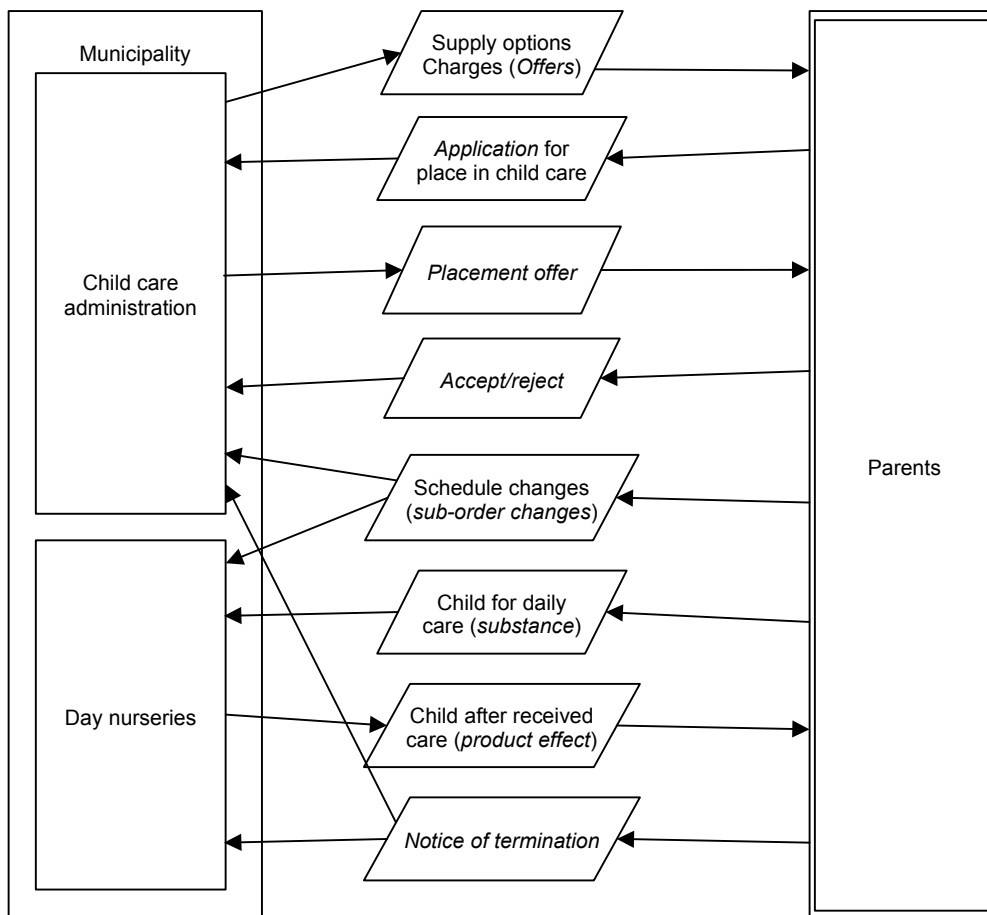 Municipality
Supply options
Charges (Offers)
Application for
place in child care
Child care
administration
Placement offer
Accept/reject
Parents
Schedule changes
(sub-order changes)
Child for daily
care (substance)
Day nurseries
Child after received
care (product effect)
Notice of termination